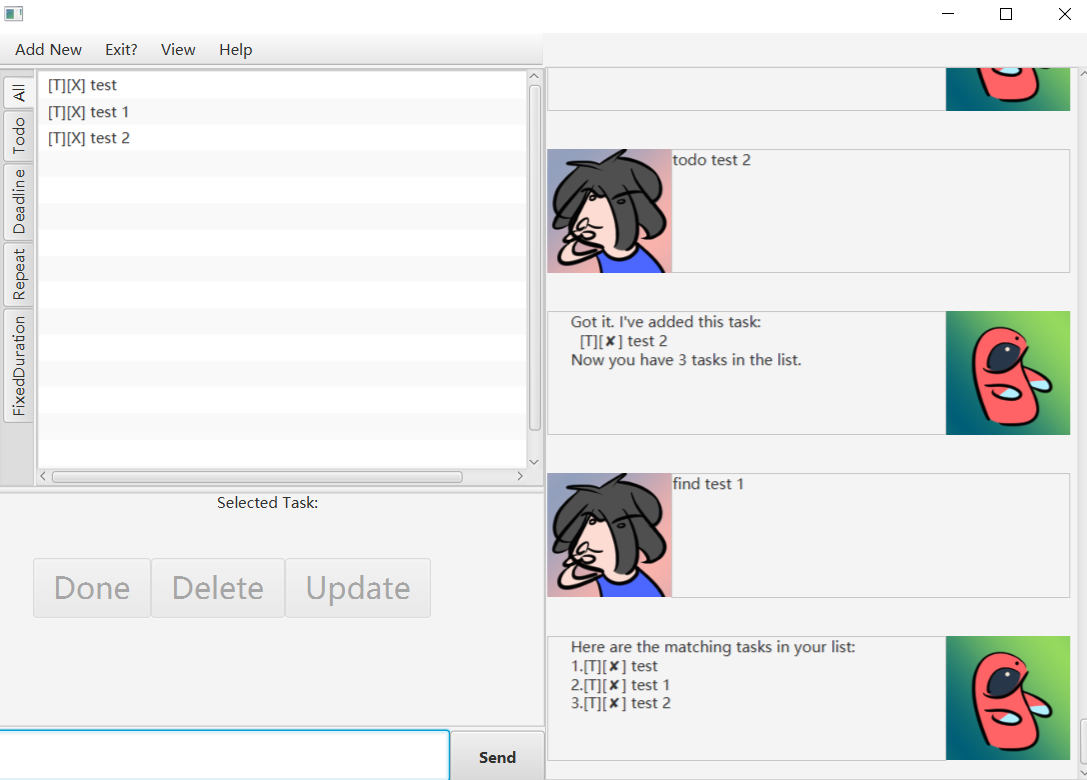 Add New Exit? View Help
All
Todo
Deadline
Repeat
FixedDuration
[T][X] test
[T][X] test 1
[T][X] test 2
Selected Task:
Done Delete Update
Send
todo test 2
Got it. I've added this task:
[T][✘] test 2
Now you have 3 tasks in the list.
find test 1
Here are the matching tasks in your list:
1.[T][✘] test
2.[T][✘] test 1
3.[T][✘] test 2